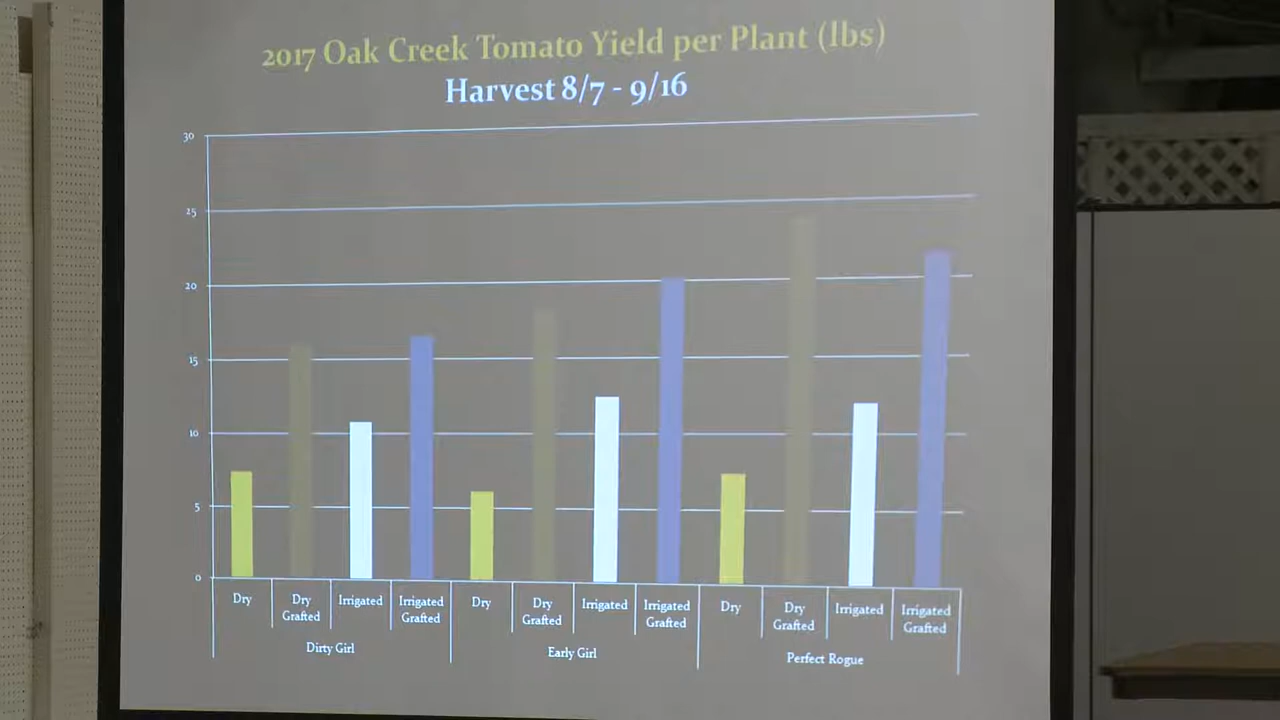 2017 Oak Creek Tomato Yield per Plant (lbs)
Harvest 8/7 - 9/16
30
25
20
15
10
5
0
Dry
Dry Grafted
Irrigated
Irrigated Grafted
Dry
Dry Grafted
Irrigated
Irrigated Grafted
Dry
Dry Grafted
Irrigated
Irrigated Grafted
Dirty Girl
Early Girl
Perfect Rogue